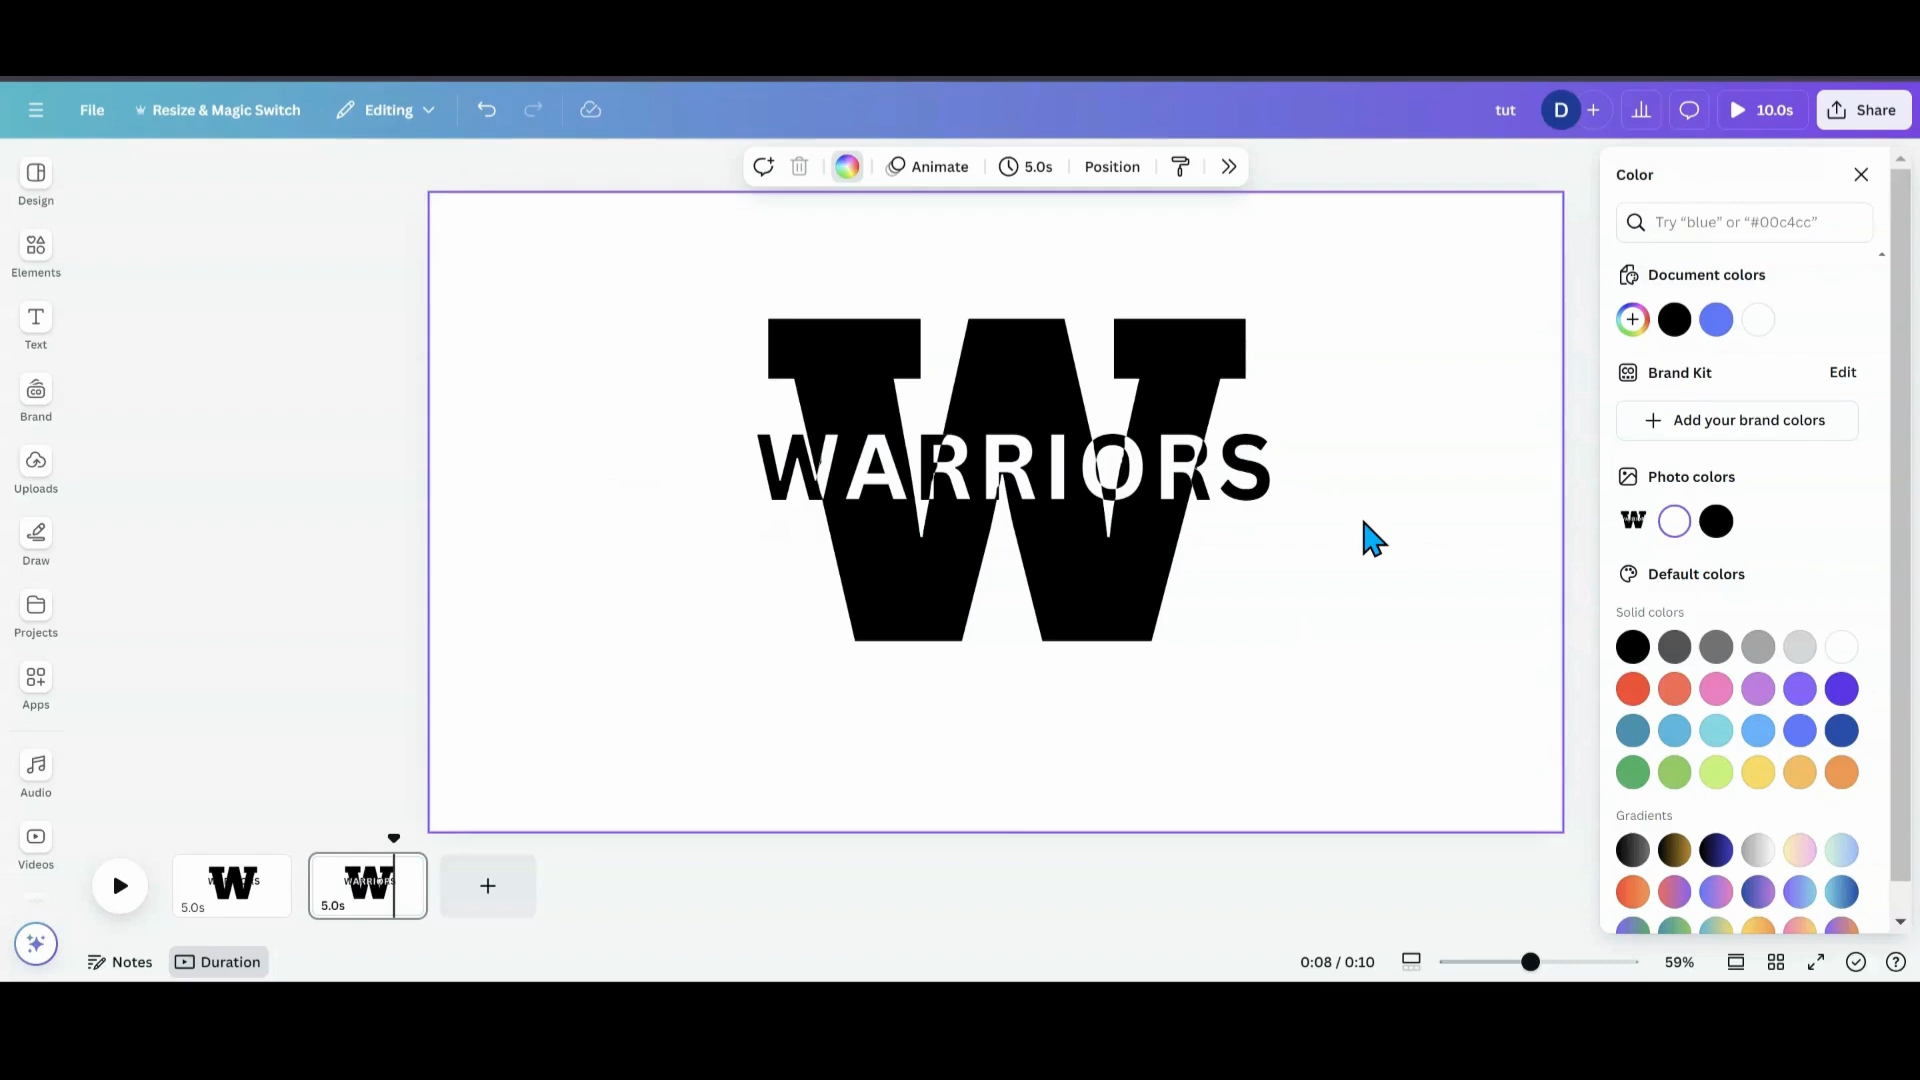 File
Resize & Magic Switch
Editing
tut
D
10.0s
Share
Animate
5.0s
Position
Design
Elements
Text
Brand
Uploads
Draw
Projects
Apps
Audio
Videos
W
WARRIORS
Color
Try “blue” or “#00c4cc”
Document colors
Brand Kit
Edit
Add your brand colors
Photo colors
Default colors
Solid colors
Gradients
W
5.0s
WARRIORS
5.0s
Notes
Duration
0:08 / 0:10
59%